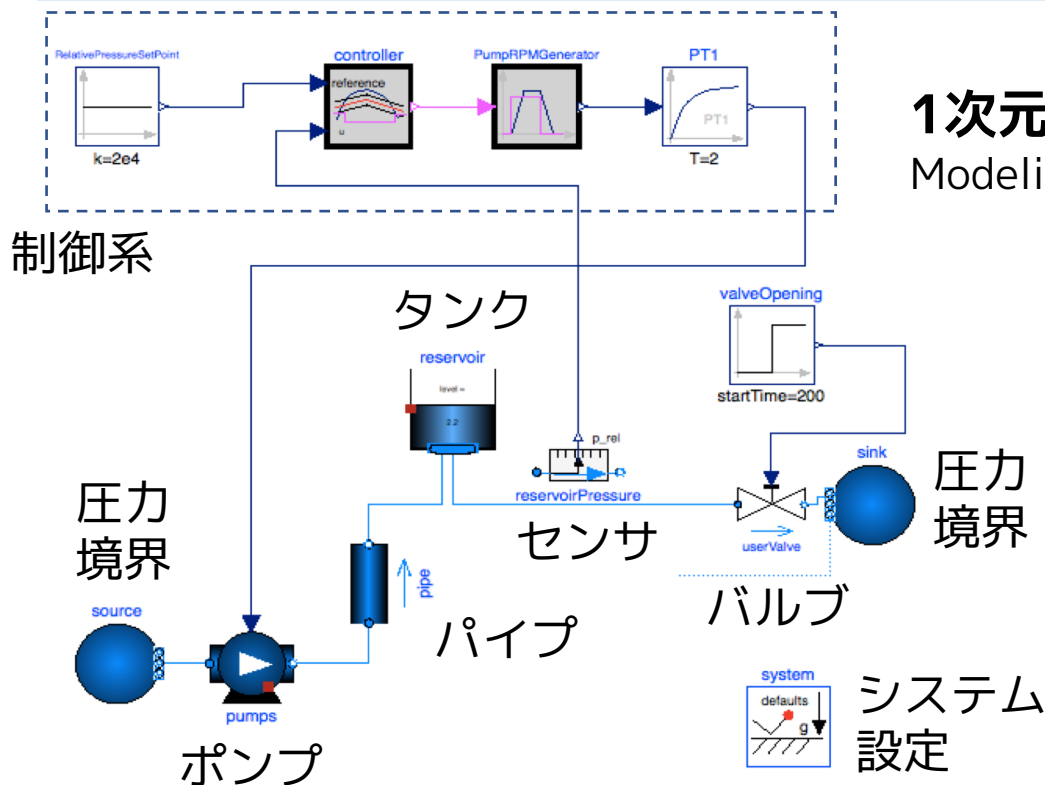 RelativePressureSetPoint
controller
PumpRPMGenerator
PT1
reference
u
PT1
k=2e4
T=2
1次元
Modeli
制御系
タンク
reservoir
level =
2.2
valveOpening
startTime=200
p_rel
reservoirPressure
センサ
sink
圧力
境界
userValve
バルブ
圧力
境界
source
pipe
パイプ
pumps
ポンプ
system
defaults
g
システム
設定